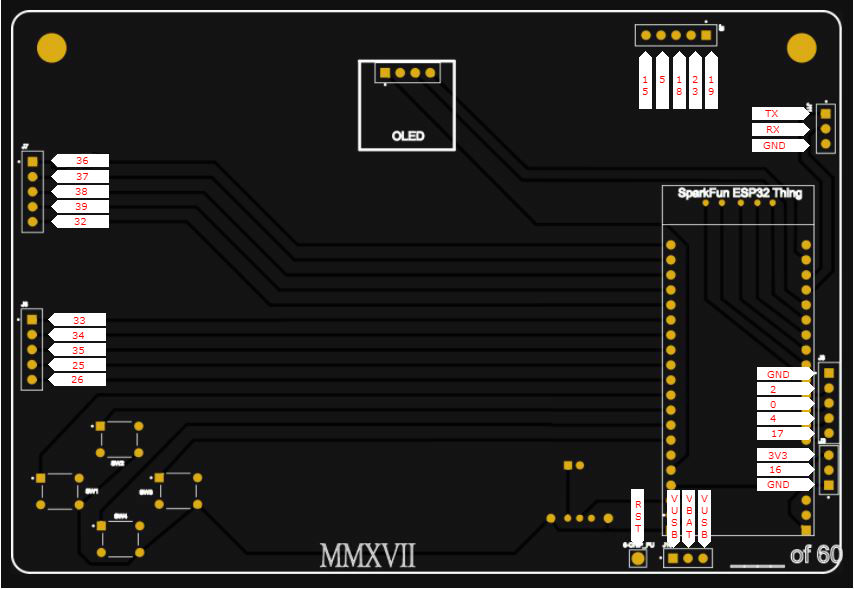 15 5 18 23 19
TX
RX
GND
OLED
J7
36
37
38
39
32
SparkFun ESP32 Thing
33
34
35
25
26
GND
2
0
4
17
3V3
16
GND
SW2
SW1
SW3
SW4
RST
VUSB VBAT VUSB
MMXVII
of 60